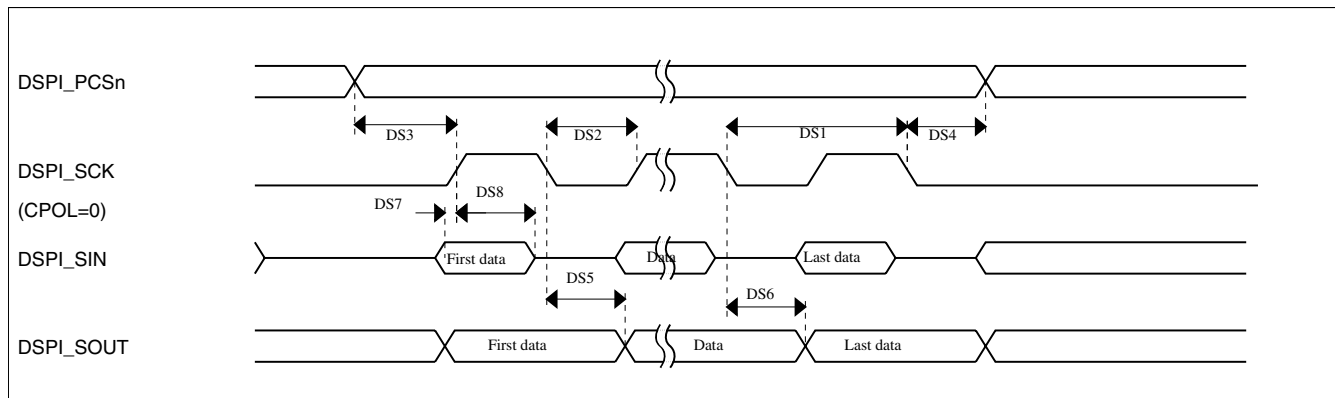 DSPI_PCSn
DS3
DS2
DS1
DS4
DSPI_SCK
(CPOL=0)
DS7
DS8
DSPI_SIN
First data
Data
Last data
DS5
DS6
DSPI_SOUT
First data
Data
Last data